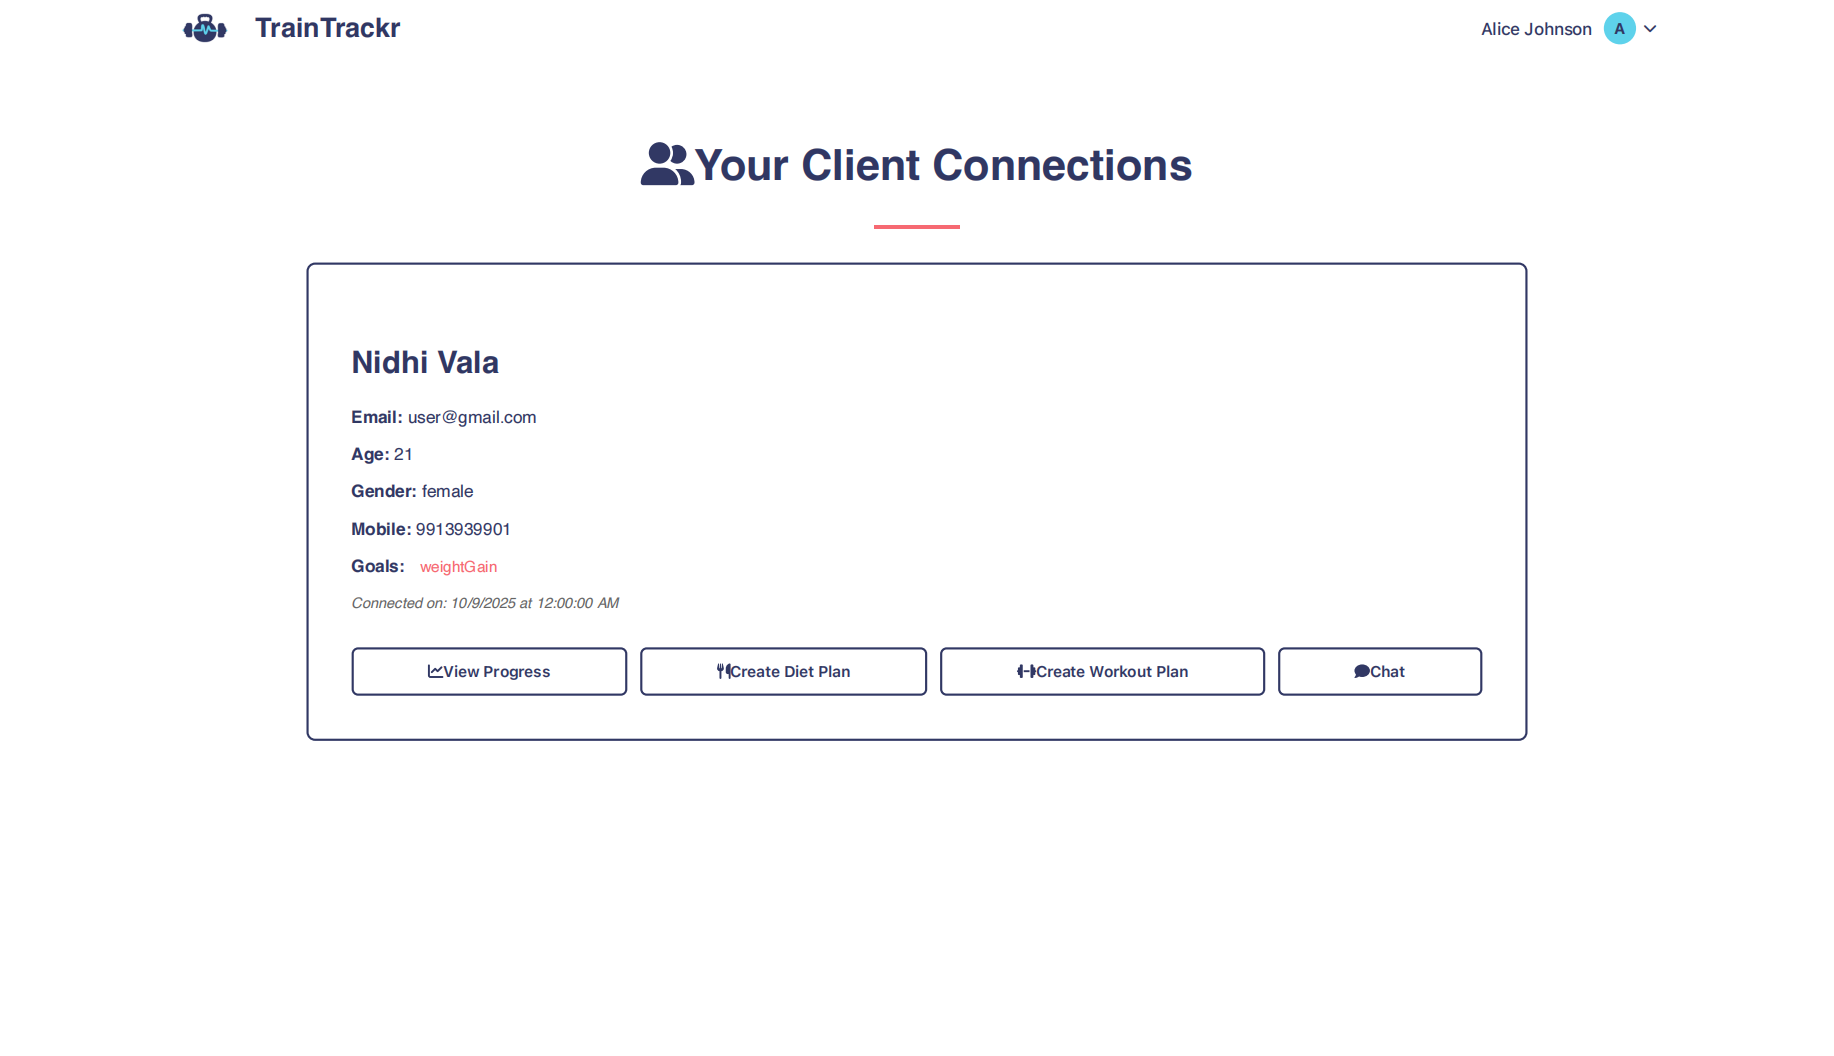 TrainTrackr
Alice Johnson A
Your Client Connections
Nidhi Vala
Email: user@gmail.com
Age: 21
Gender: female
Mobile: 9913939901
Goals: weightGain
Connected on: 10/9/2025 at 12:00:00 AM
View Progress
Create Diet Plan
Create Workout Plan
Chat